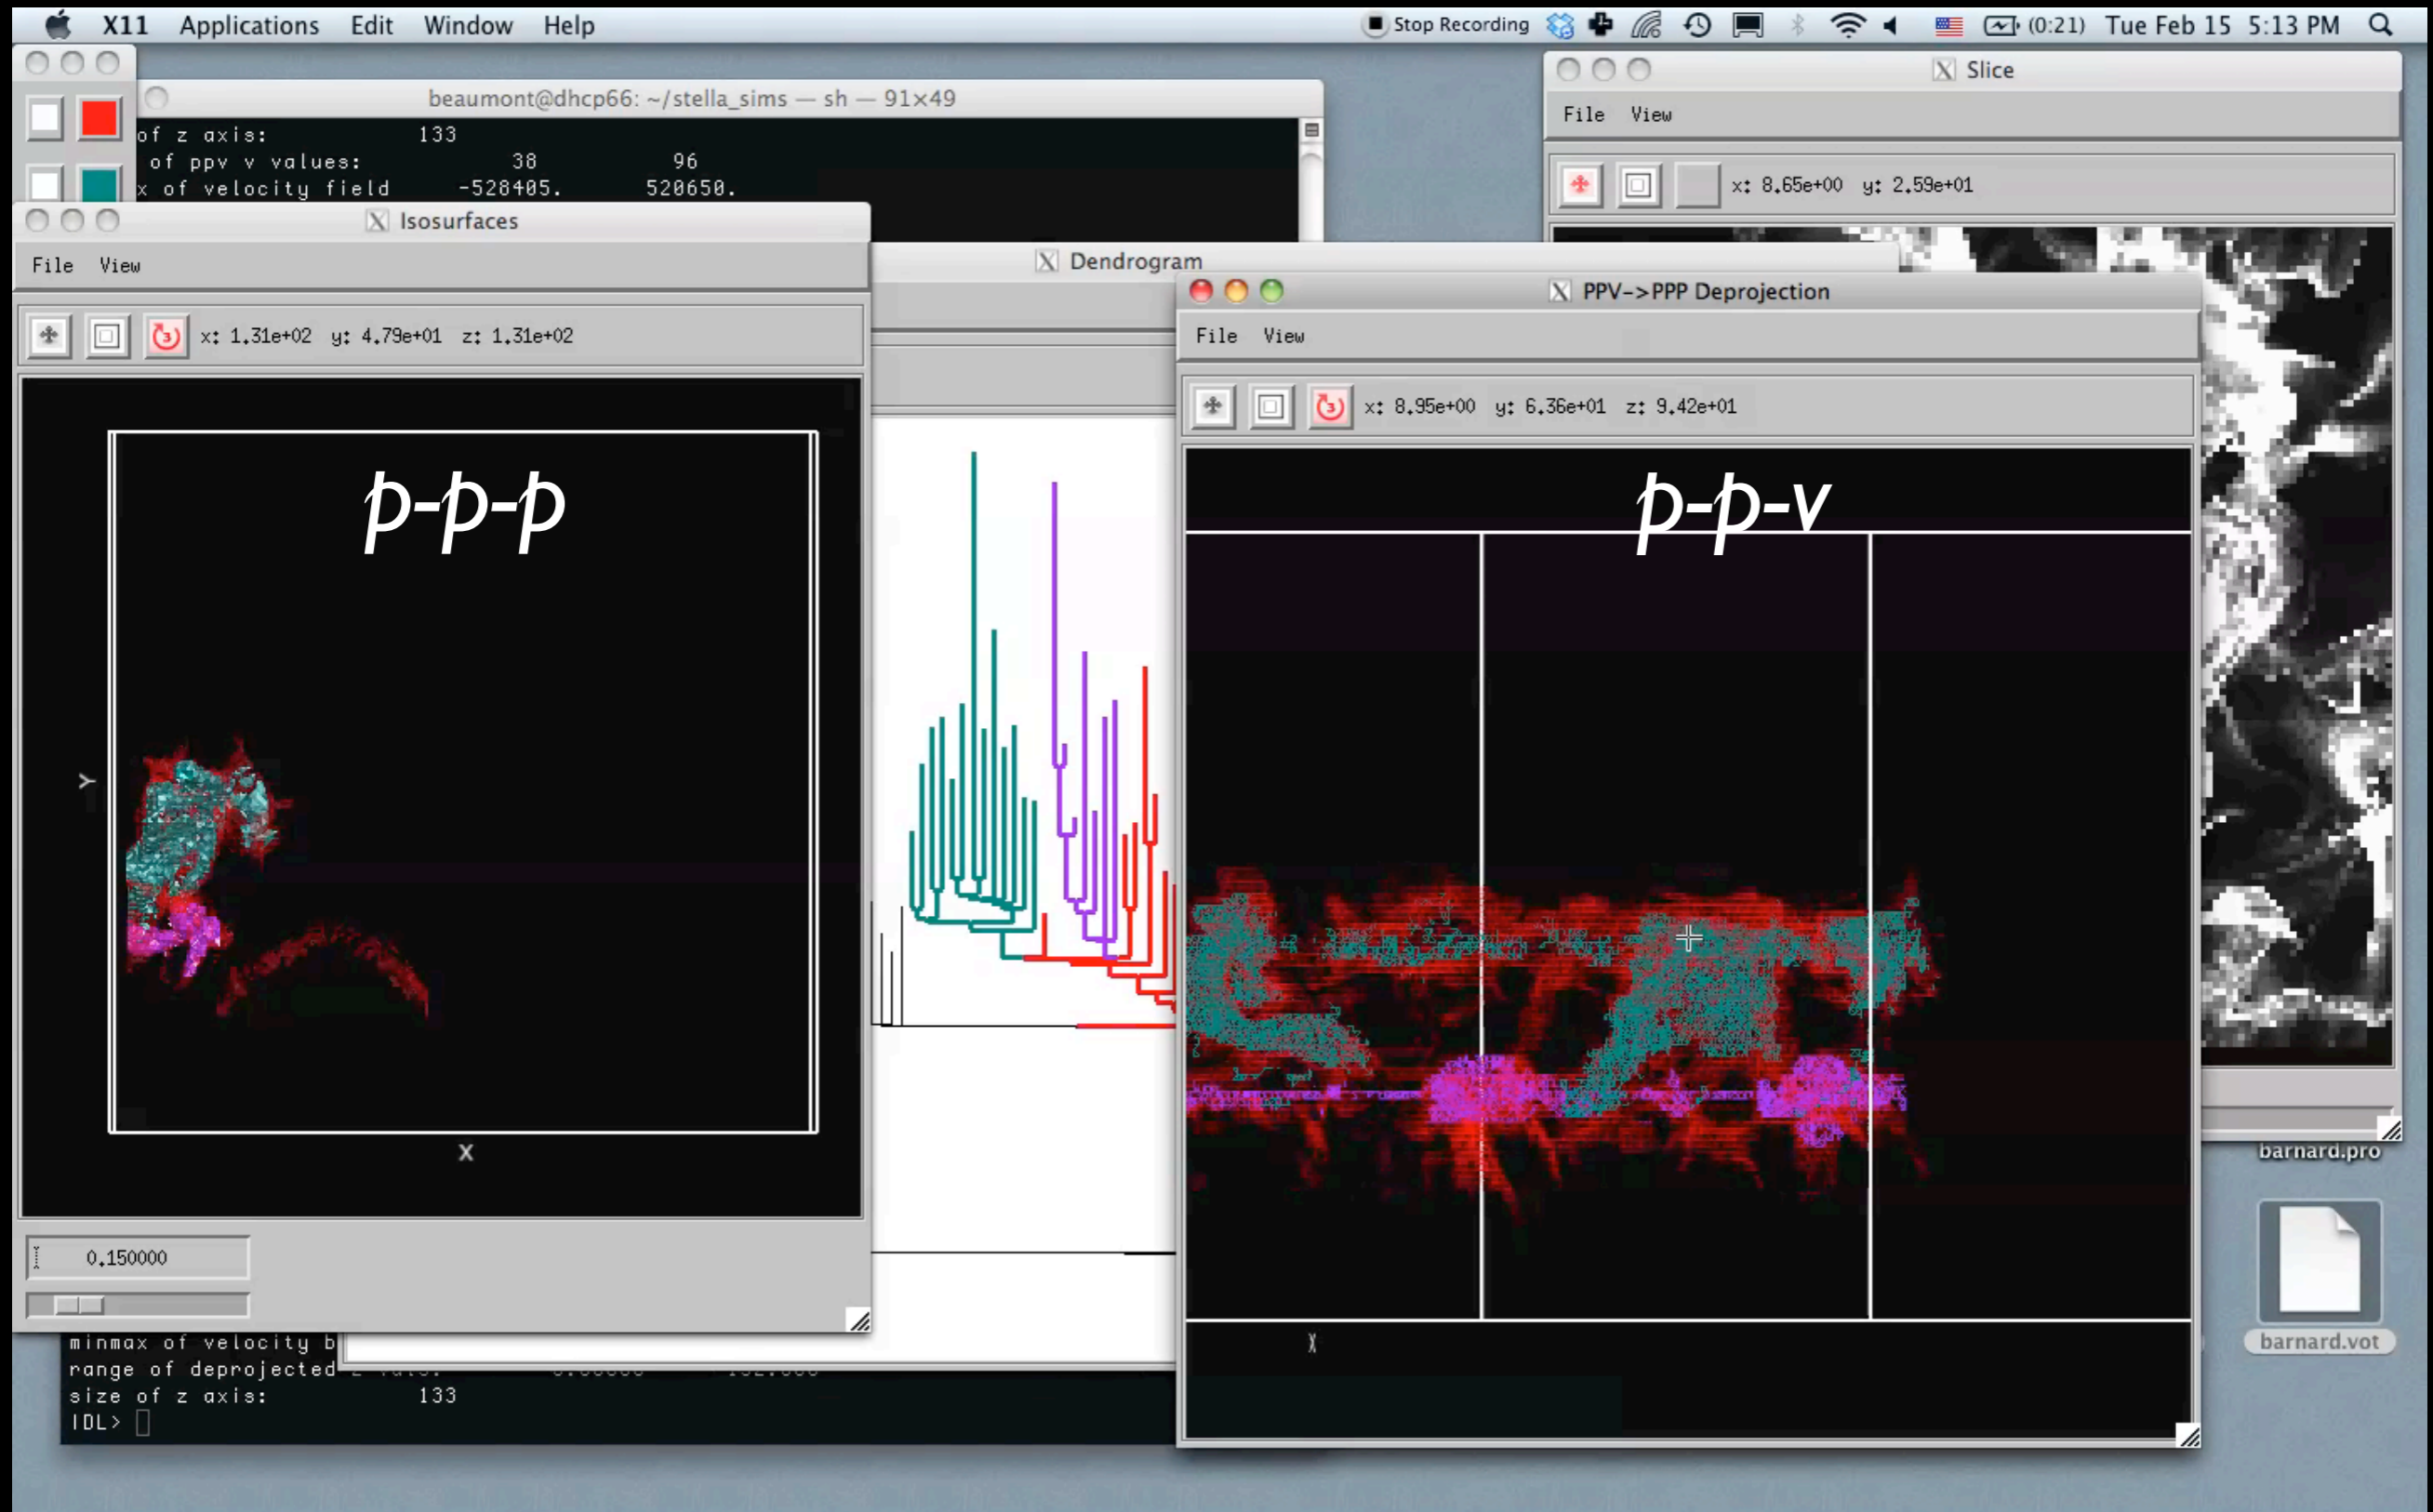 X11 Applications Edit Window Help
Stop Recording (0:21) Tue Feb 15 5:13 PM
beaumont@dhcp66: ~/stella_sims — sh — 91×49
of z axis: 133
of ppv v values: 38 96
x of velocity field -528405. 520650.
Slice
File View
x: 8.65e+00 y: 2.59e+01
Isosurfaces
File View
3
x: 1.31e+02 y: 4.79e+01 z: 1.31e+02
p-p-p
Y
X
0.150000
Dendrogram
PPV->PPP Deprojection
File View
3
x: 8.95e+00 y: 6.36e+01 z: 9.42e+01
p-p-v
X
barnard.pro
barnard.vot
minmax of velocity b
range of deprojected
size of z axis: 133
IDL>